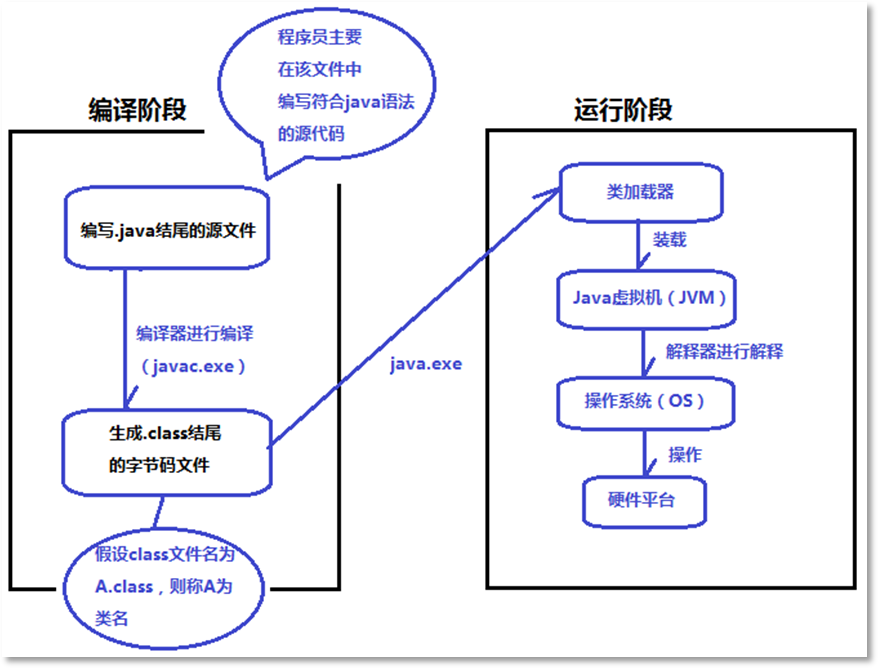 程序员主要
在该文件中
编写符合java语法
的源代码
编译阶段
编写.java结尾的源文件
编译器进行编译
（javac.exe）
生成.class结尾
的字节码文件
假设class文件名为
A.class，则称A为
类名
java.exe
运行阶段
类加载器
装载
Java虚拟机（JVM）
解释器进行解释
操作系统（OS）
操作
硬件平台